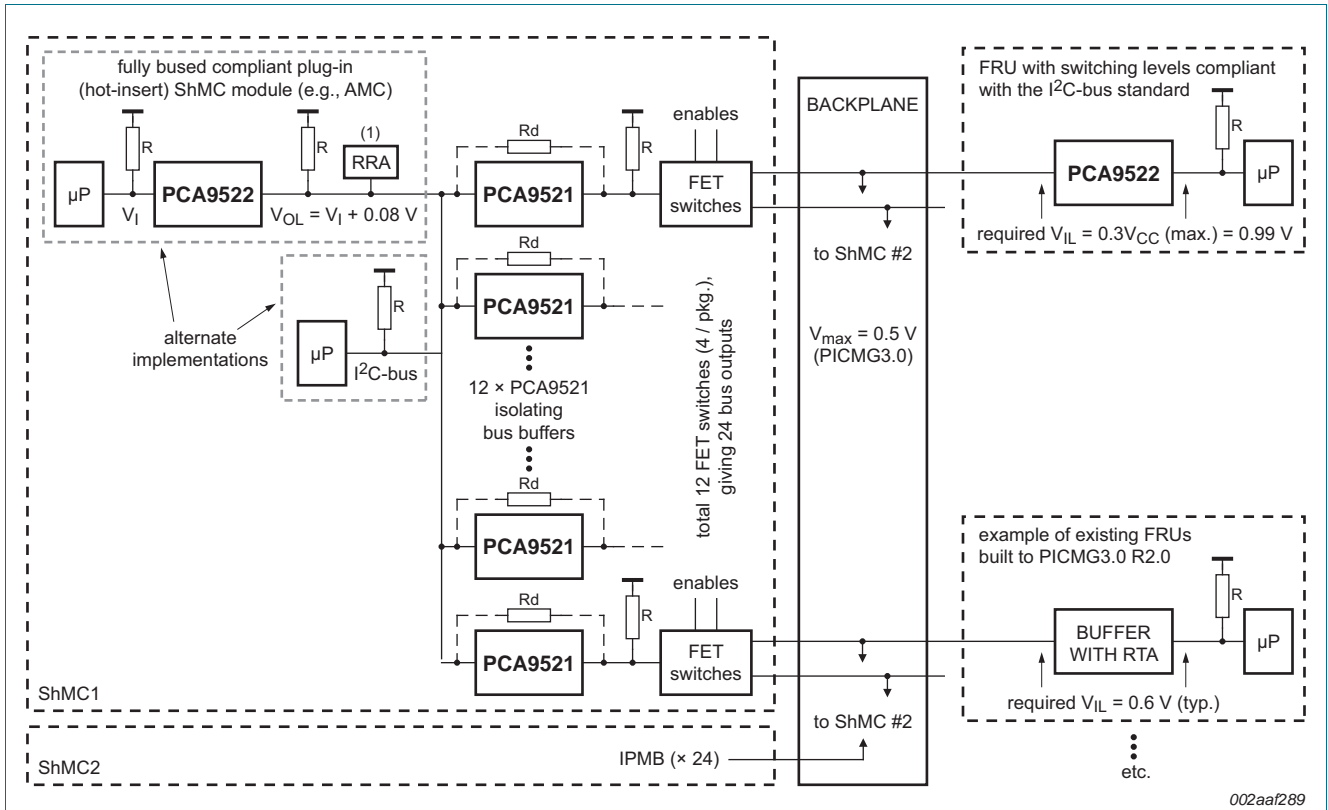 fully bused compliant plug-in
(hot-insert) ShMC module (e.g., AMC)
R
R
(1)
RRA
µP
PCA9522
V_I
V_OL = V_I + 0.08 V
alternate
implementations
µP
R
I²C-bus
Rd
PCA9521
R
enables
FET
switches
Rd
PCA9521
12 × PCA9521
isolating
bus buffers
total 12 FET switches (4 / pkg.),
giving 24 bus outputs
Rd
PCA9521
Rd
PCA9521
R
enables
FET
switches
ShMC1
ShMC2
IPMB (× 24)
BACKPLANE
to ShMC #2
V_max = 0.5 V
(PICMG3.0)
to ShMC #2
FRU with switching levels compliant
with the I²C-bus standard
R
PCA9522
µP
required V_IL = 0.3V_CC (max.) = 0.99 V
example of existing FRUs
built to PICMG3.0 R2.0
R
BUFFER
WITH RTA
µP
required V_IL = 0.6 V (typ.)
etc.
002aaf289